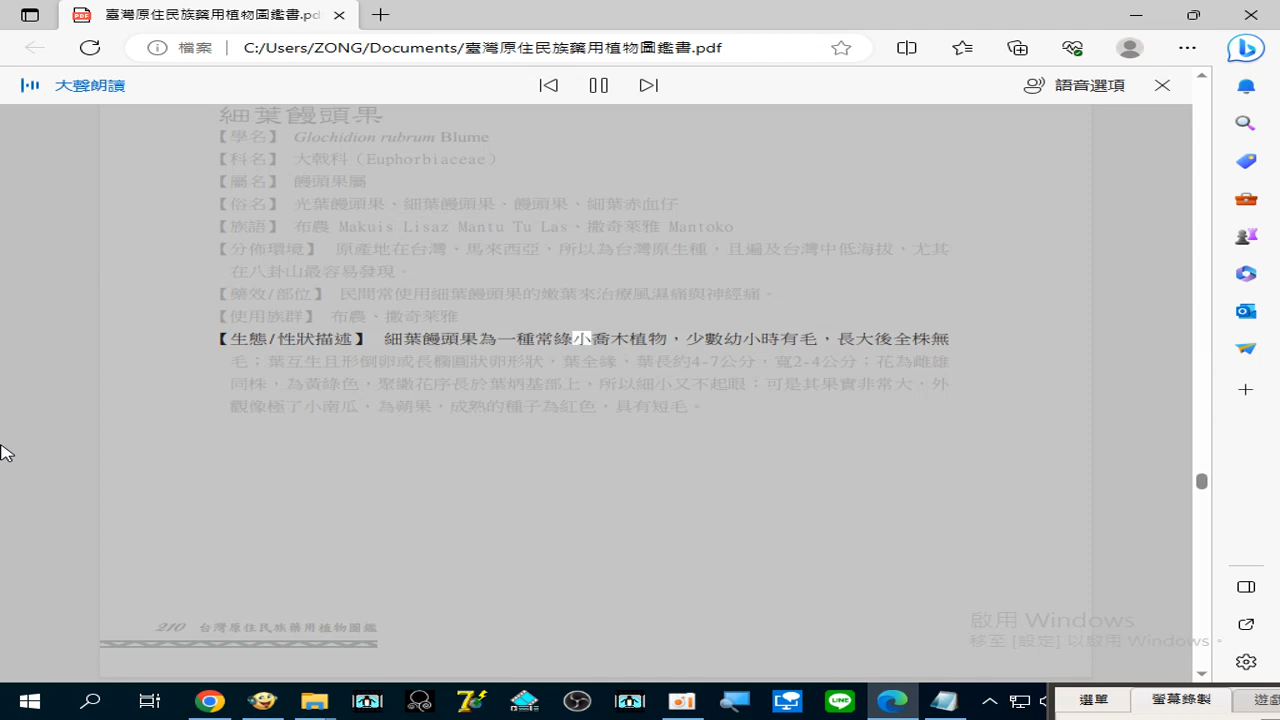 臺灣原住民族藥用植物圖鑑書.pd
檔案
C:/Users/ZONG/Documents/臺灣原住民族藥用植物圖鑑書.pdf
大聲朗讀
語音選項
細葉饅頭果
【學名】 Glochidion rubrum Blume
【科名】 大戟科（Euphorbiaceae）
【屬名】 饅頭果屬
【俗名】 光葉饅頭果、細葉饅頭果，饅頭果、細葉赤血仔
【族語】 布農 Makuis Lisaz Mantu Tu Las、撒奇萊雅 Mantoko
【分佈環境】 原產地在台灣、馬來西亞，所以為台灣原生種，且遍及台灣中低海拔、尤其
在八卦山最容易發現。
【藥效/部位】 民間常使用細葉饅頭果的嫩葉來治療風濕痛與神經痛。
【使用族群】 布農、撒奇萊雅
【生態/性狀描述】 細葉饅頭果為一種常綠小喬木植物，少數幼小時有毛，長大後全株無
毛；葉互生且形倒卵或長橢圓狀卵形狀，葉全緣，葉長約4-7公分，寬2-4公分；花為雌雄
同株，為黃綠色，聚繖花序長於葉炳基部上，所以細小又不起眼；可是其果實非常大，外
觀像極了小南瓜，為蒴果，成熟的種子為紅色，具有短毛。
210 台灣原住民族藥用植物圖鑑
啟用 Windows
移至 [設定] 以啟用 Windows。
選單
螢幕錄製
遊戲